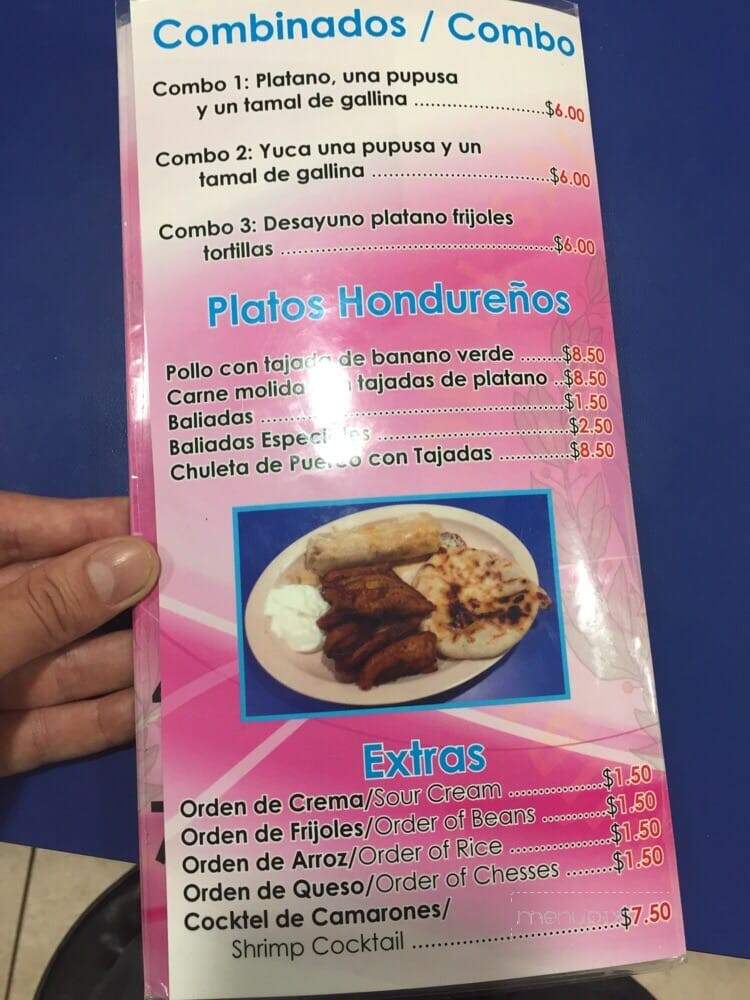 Combinados / Combo
Combo 1: Platano, una pupusa
y un tamal de gallina ........................$6.00
Combo 2: Yuca una pupusa y un
tamal de gallina ................................$6.00
Combo 3: Desayuno platano frijoles
tortillas .................................................$6.00
Platos Hondureños
Pollo con tajada de banano verde ........$8.50
Carne molida tajadas de platano ..$8.50
Baliadas ......................................................$1.50
Baliadas Especiales ..................................$2.50
Chuleta de Puerco con Tajadas .............$8.50
Extras
Orden de Crema/Sour Cream .................$1.50
Orden de Frijoles/Order of Beans ............$1.50
Orden de Arroz/Order of Rice ..................$1.50
Orden de Queso/Order of Chesses ........$1.50
Cocktel de Camarones/
Shrimp Cocktail .....................................$7.50
menupix